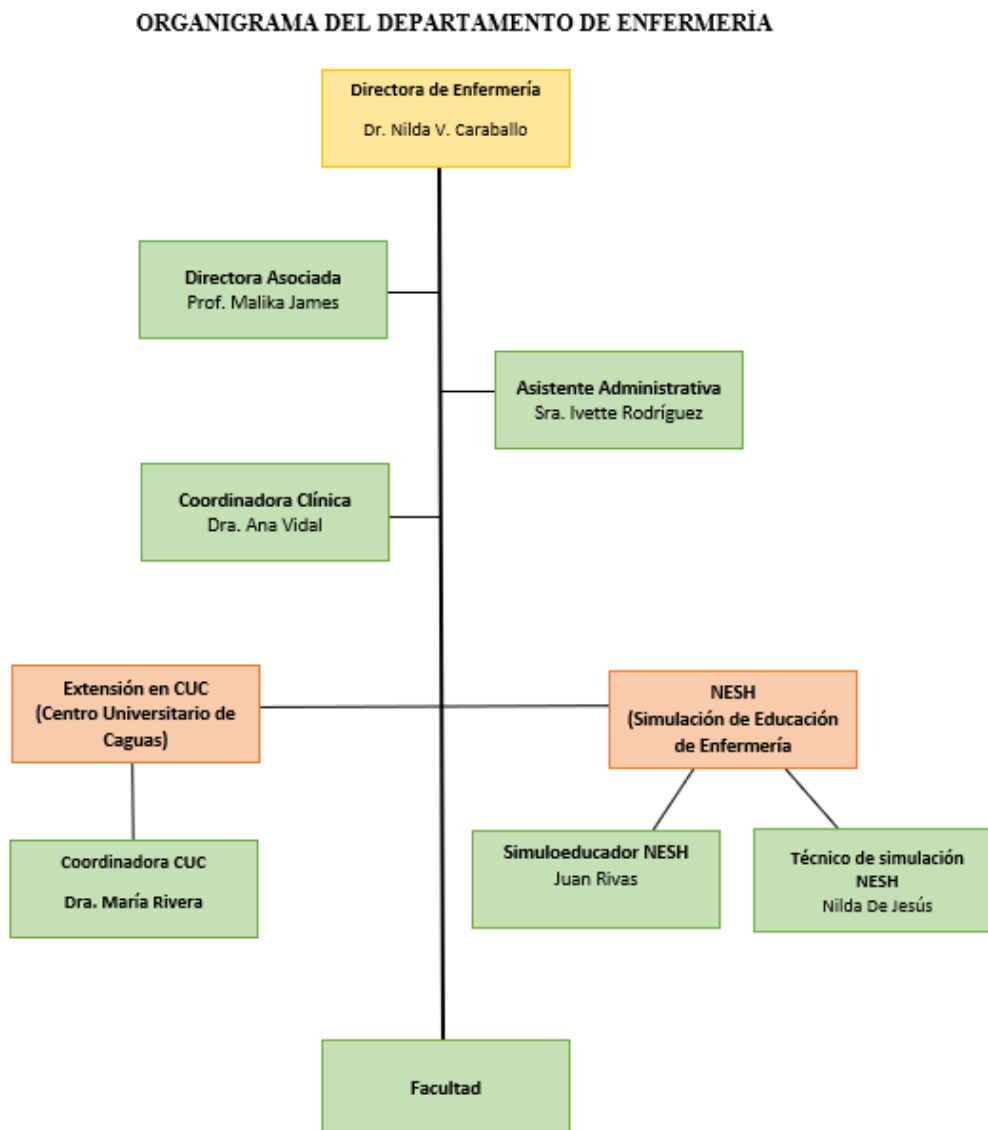 ORGANIGRAMA DEL DEPARTAMENTO DE ENFERMERÍA
Directora de Enfermería
Dr. Nilda V. Caraballo
Directora Asociada
Prof. Malika James
Asistente Administrativa
Sra. Ivette Rodríguez
Coordinadora Clínica
Dra. Ana Vidal
Extensión en CUC
(Centro Universitario de
Caguas)
NESH
(Simulación de Educación
de Enfermería
Coordinadora CUC
Dra. María Rivera
Simuloeducador NESH
Juan Rivas
Técnico de simulación
NESH
Nilda De Jesús
Facultad